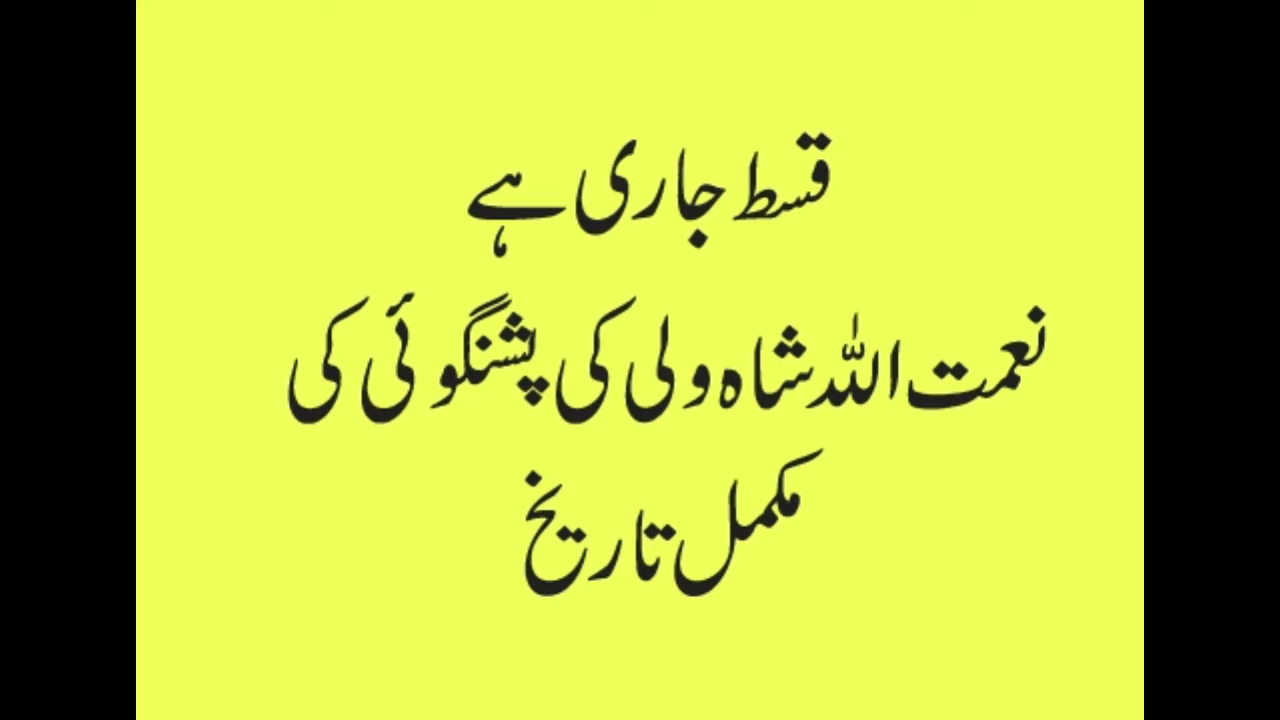 قسط جاری ہے
نعمت اللہ شاہ ولی کی پشنگوئی کی
مکمل تاریخ